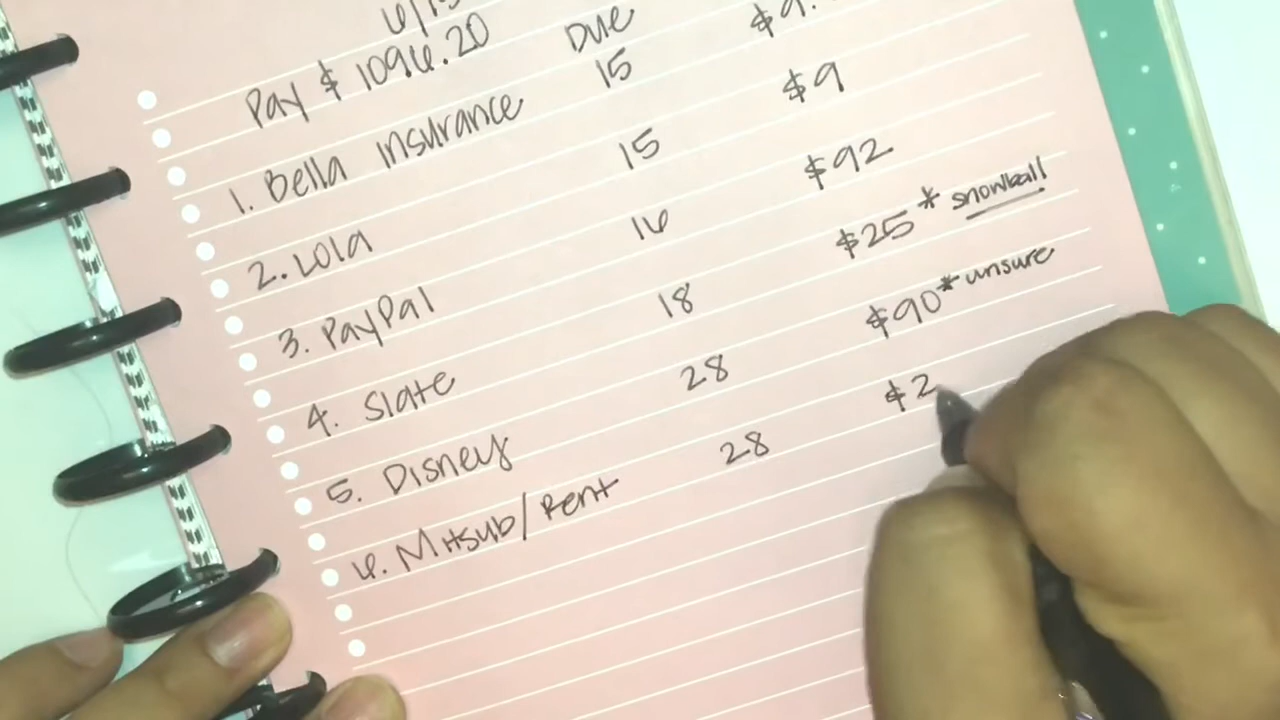 Pay $ 1096.20 Due
1. Bella Insurance 15 $9.
2. Lola 15 $9
3. PayPal 16 $92
4. Slate 18 $25 * snowball
5. Disney 28 $90 * unsure
6. Mitsub/Rent 28 $2